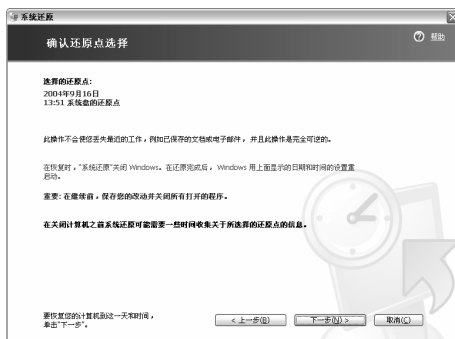 系统还原
确认还原点选择
帮助
选择的还原点:
2004年9月16日
13:51 系统盘的还原点
此操作不会使您丢失最近的工作，例如已保存的文档或电子邮件，并且此操作是完全可逆的。
在恢复时，"系统还原"关闭 Windows。在还原完成后， Windows 用上面显示的日期和时间的设置重
启动。
重要: 在继续前，保存您的改动并关闭所有打开的程序。
在关闭计算机之前系统还原可能需要一些时间收集关于所选择的还原点的信息。
要恢复您的计算机到这一天和时间，
单击"下一步"。
< 上一步(B)
下一步(N) >
取消(C)